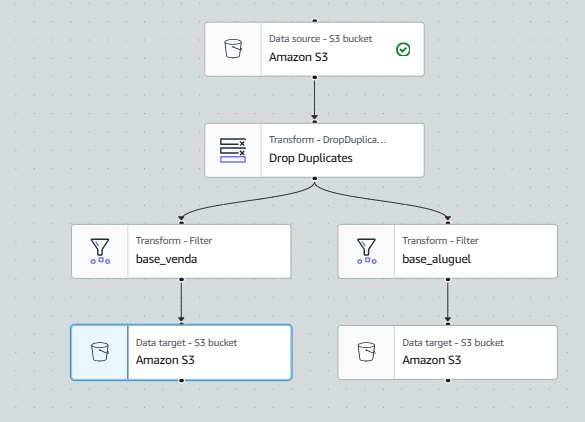 Data source - S3 bucket
Amazon S3
Transform - DropDuplica...
Drop Duplicates
Transform - Filter
base_venda
Transform - Filter
base_aluguel
Data target - S3 bucket
Amazon S3
Data target - S3 bucket
Amazon S3